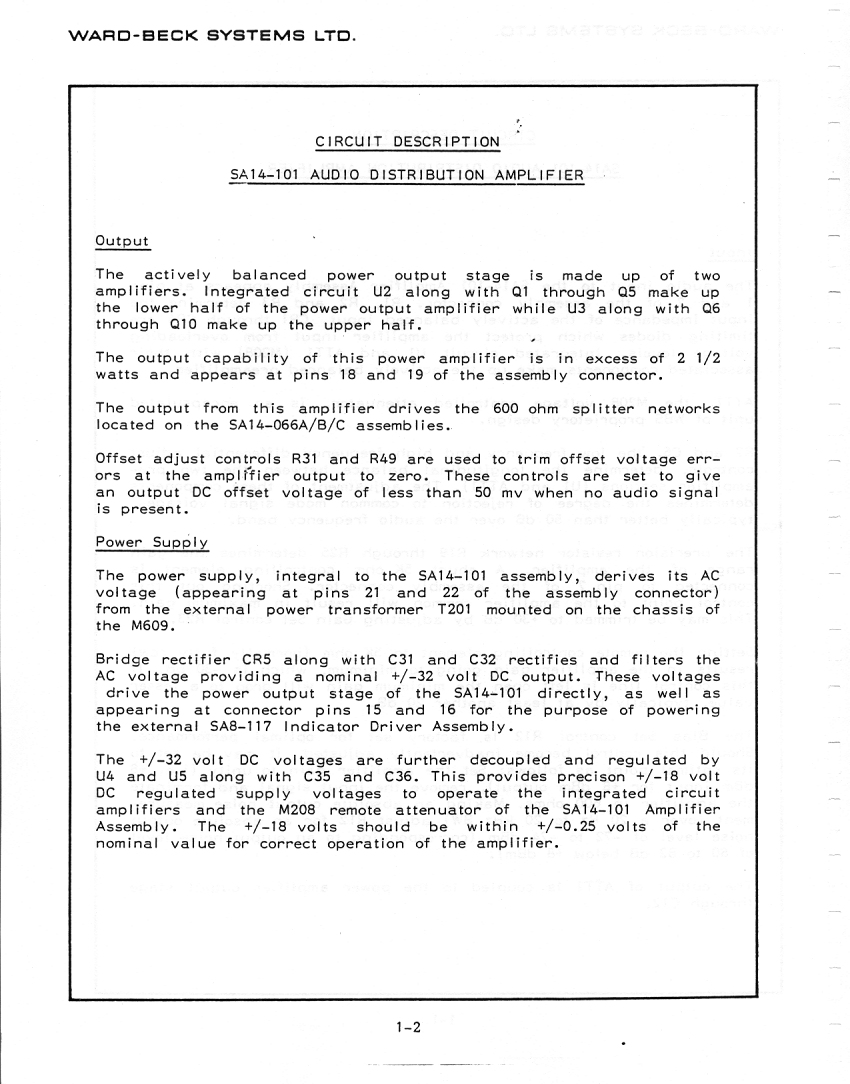 WARD-BECK SYSTEMS LTD.
CIRCUIT DESCRIPTION
SA14-101 AUDIO DISTRIBUTION AMPLIFIER
Output
The actively balanced power output stage is made up of two
amplifiers. Integrated circuit U2 along with Q1 through Q5 make up
the lower half of the power output amplifier while U3 along with Q6
through Q10 make up the upper half.
The output capability of this power amplifier is in excess of 2 1/2
watts and appears at pins 18 and 19 of the assembly connector.
The output from this amplifier drives the 600 ohm splitter networks
located on the SA14-066A/B/C assemblies.
Offset adjust controls R31 and R49 are used to trim offset voltage err-
ors at the amplifier output to zero. These controls are set to give
an output DC offset voltage of less than 50 mv when no audio signal
is present.
Power Supply
The power supply, integral to the SA14-101 assembly, derives its AC
voltage (appearing at pins 21 and 22 of the assembly connector)
from the external power transformer T201 mounted on the chassis of
the M609.
Bridge rectifier CR5 along with C31 and C32 rectifies and filters the
AC voltage providing a nominal +/-32 volt DC output. These voltages
drive the power output stage of the SA14-101 directly, as well as
appearing at connector pins 15 and 16 for the purpose of powering
the external SA8-117 Indicator Driver Assembly.
The +/-32 volt DC voltages are further decoupled and regulated by
U4 and U5 along with C35 and C36. This provides precison +/-18 volt
DC regulated supply voltages to operate the integrated circuit
amplifiers and the M208 remote attenuator of the SA14-101 Amplifier
Assembly. The +/-18 volts should be within +/-0.25 volts of the
nominal value for correct operation of the amplifier.
1-2